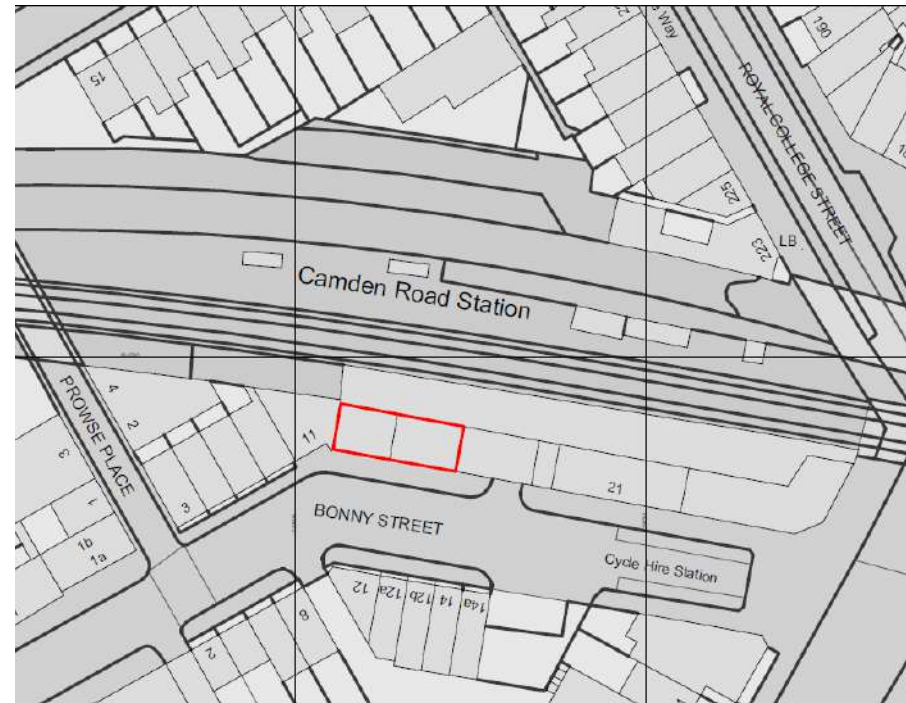 190
Way
ROYAL COLLEGE STREET
15
225
LB
223
Camden Road Station
PROWSE PLACE
4
2
3
11
3
1
1b
1a
21
BONNY STREET
Cycle Hire Station
12
12a
12b
14
14a
8
2